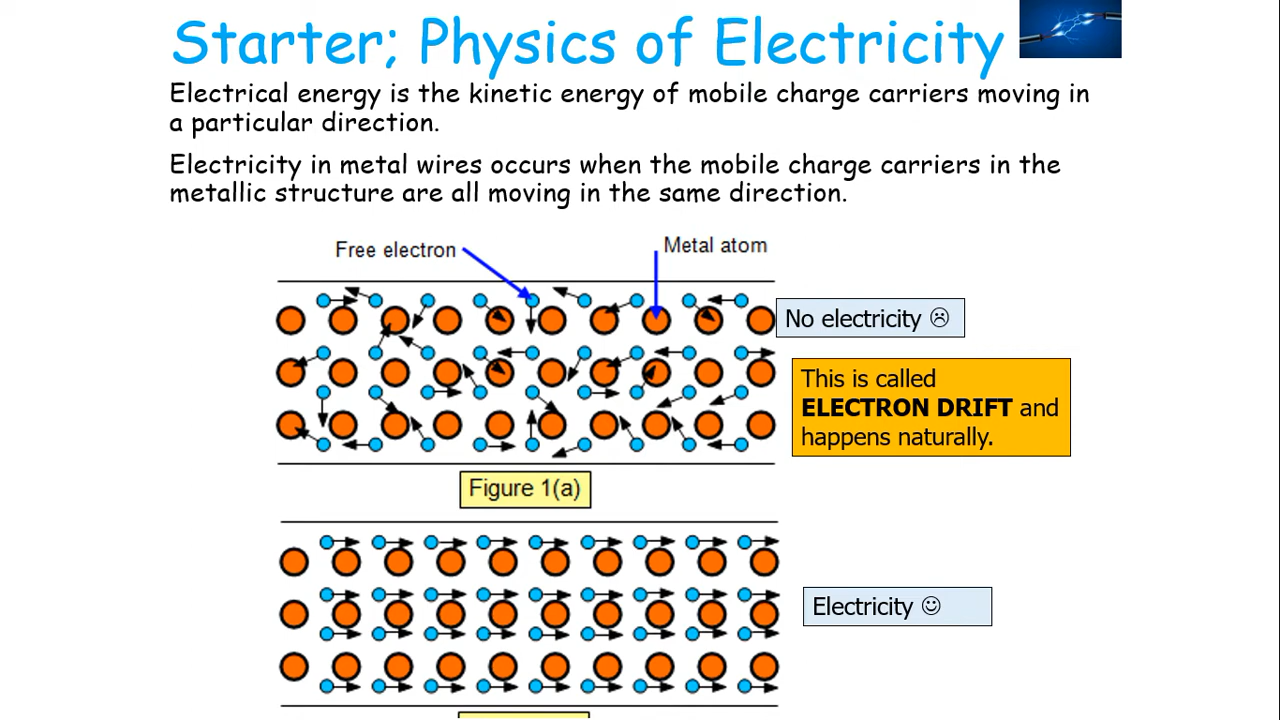 Starter; Physics of Electricity
Electrical energy is the kinetic energy of mobile charge carriers moving in
a particular direction.
Electricity in metal wires occurs when the mobile charge carriers in the
metallic structure are all moving in the same direction.
Free electron
Metal atom
No electricity ☹
This is called
ELECTRON DRIFT and
happens naturally.
Figure 1(a)
Electricity ☺